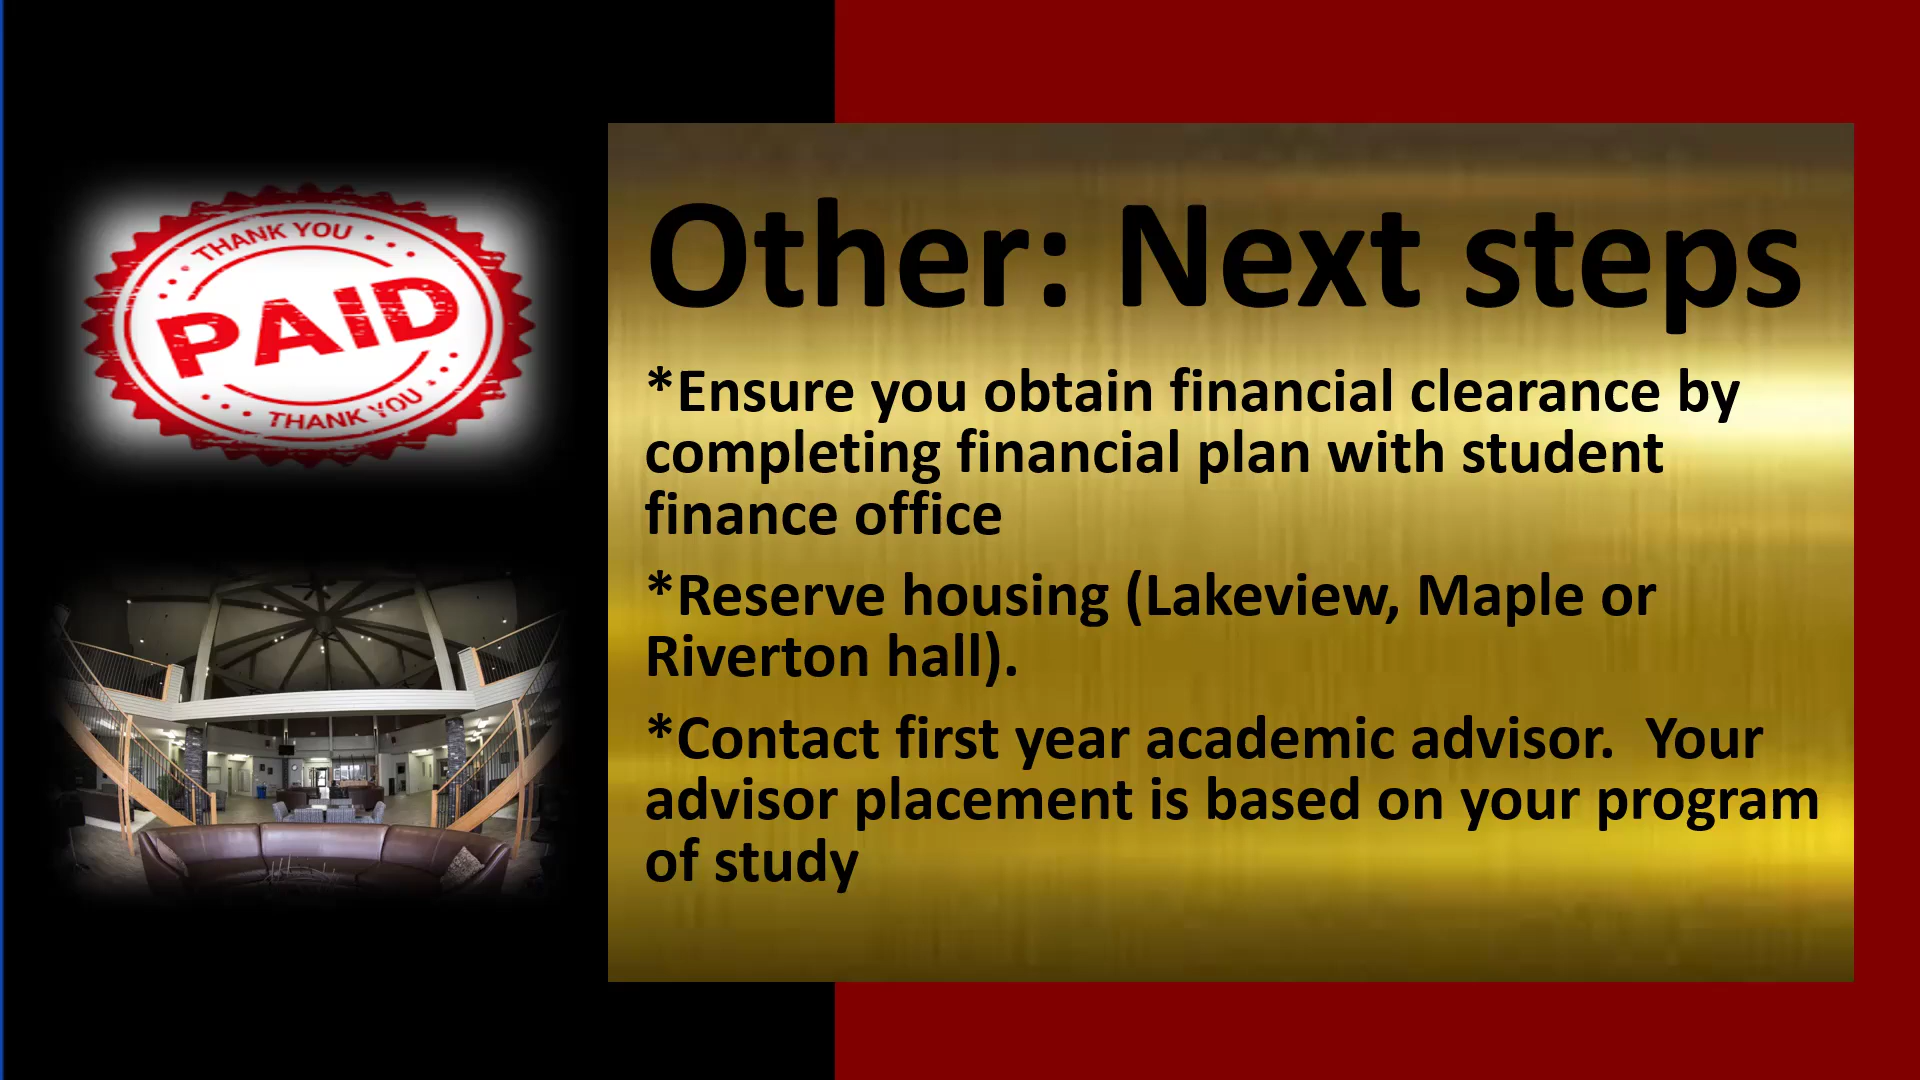 THANK YOU
PAID
THANK YOU
Other: Next steps
*Ensure you obtain financial clearance by
completing financial plan with student
finance office
*Reserve housing (Lakeview, Maple or
Riverton hall).
*Contact first year academic advisor.  Your
advisor placement is based on your program
of study